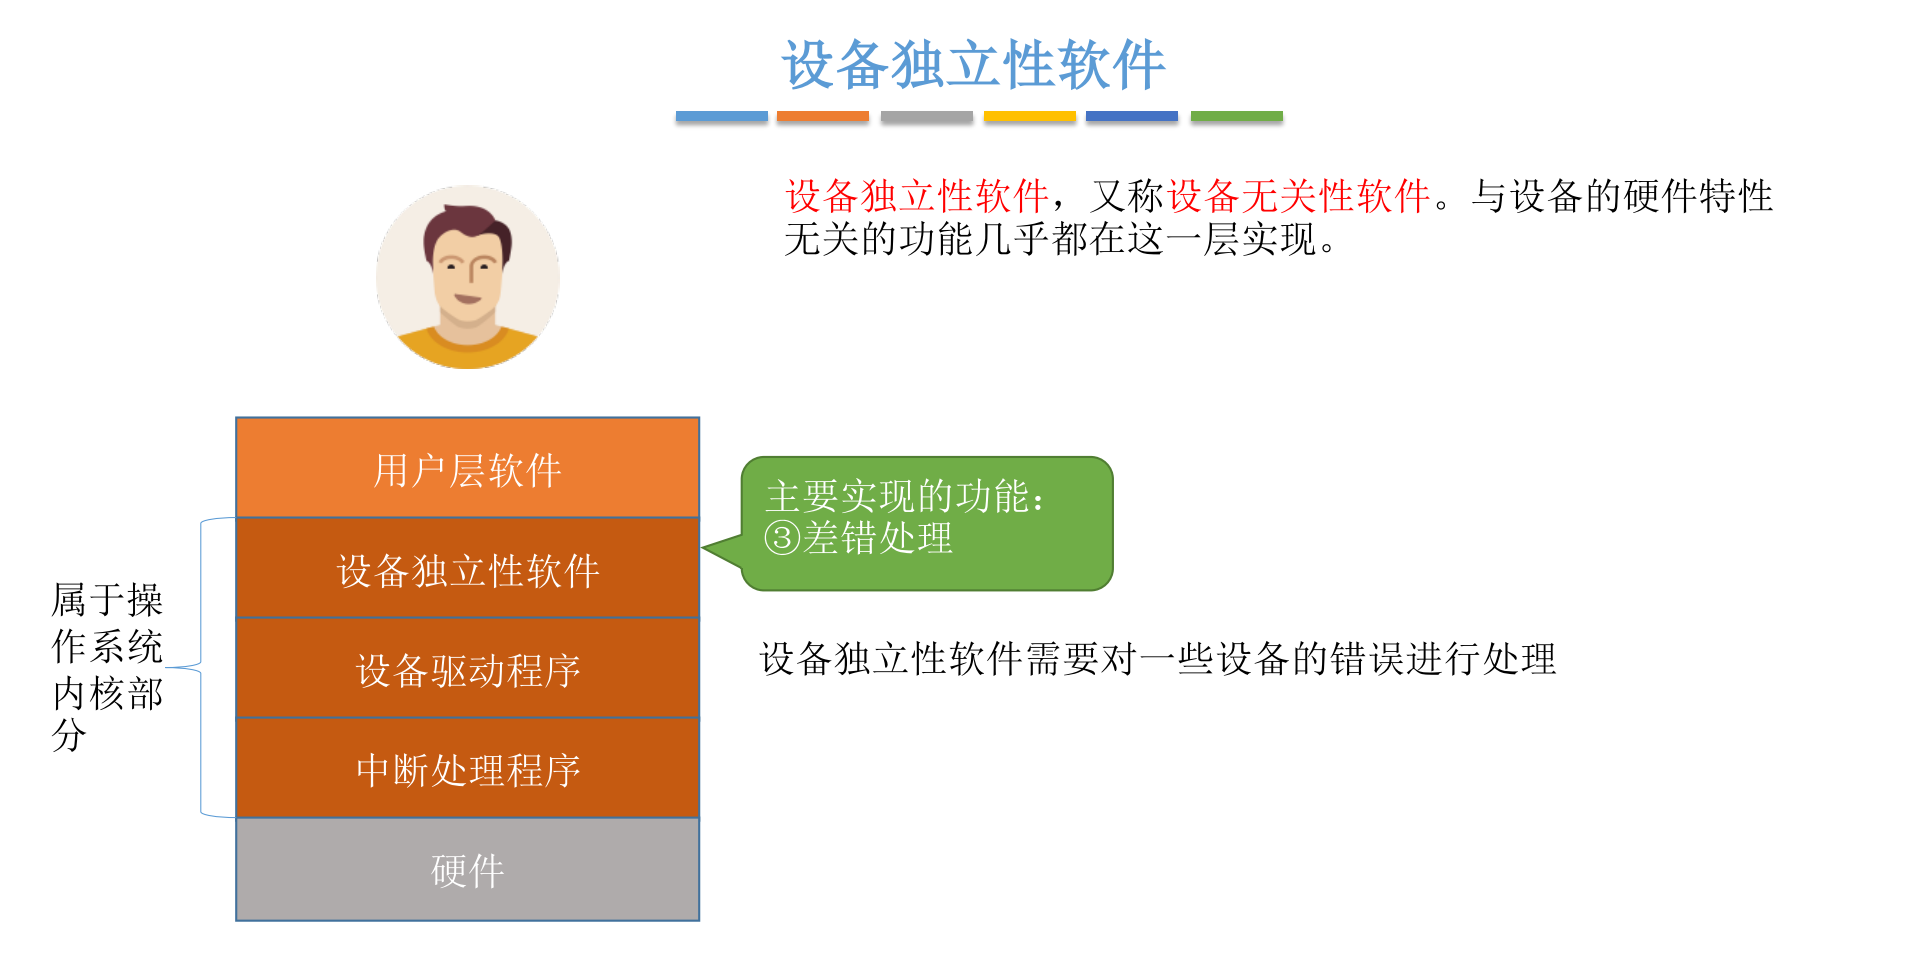 设备独立性软件
设备独立性软件，又称设备无关性软件。与设备的硬件特性
无关的功能几乎都在这一层实现。
用户层软件
主要实现的功能：
③差错处理
设备独立性软件
属于操
作系统
内核部
分
设备独立性软件需要对一些设备的错误进行处理
设备驱动程序
中断处理程序
硬件